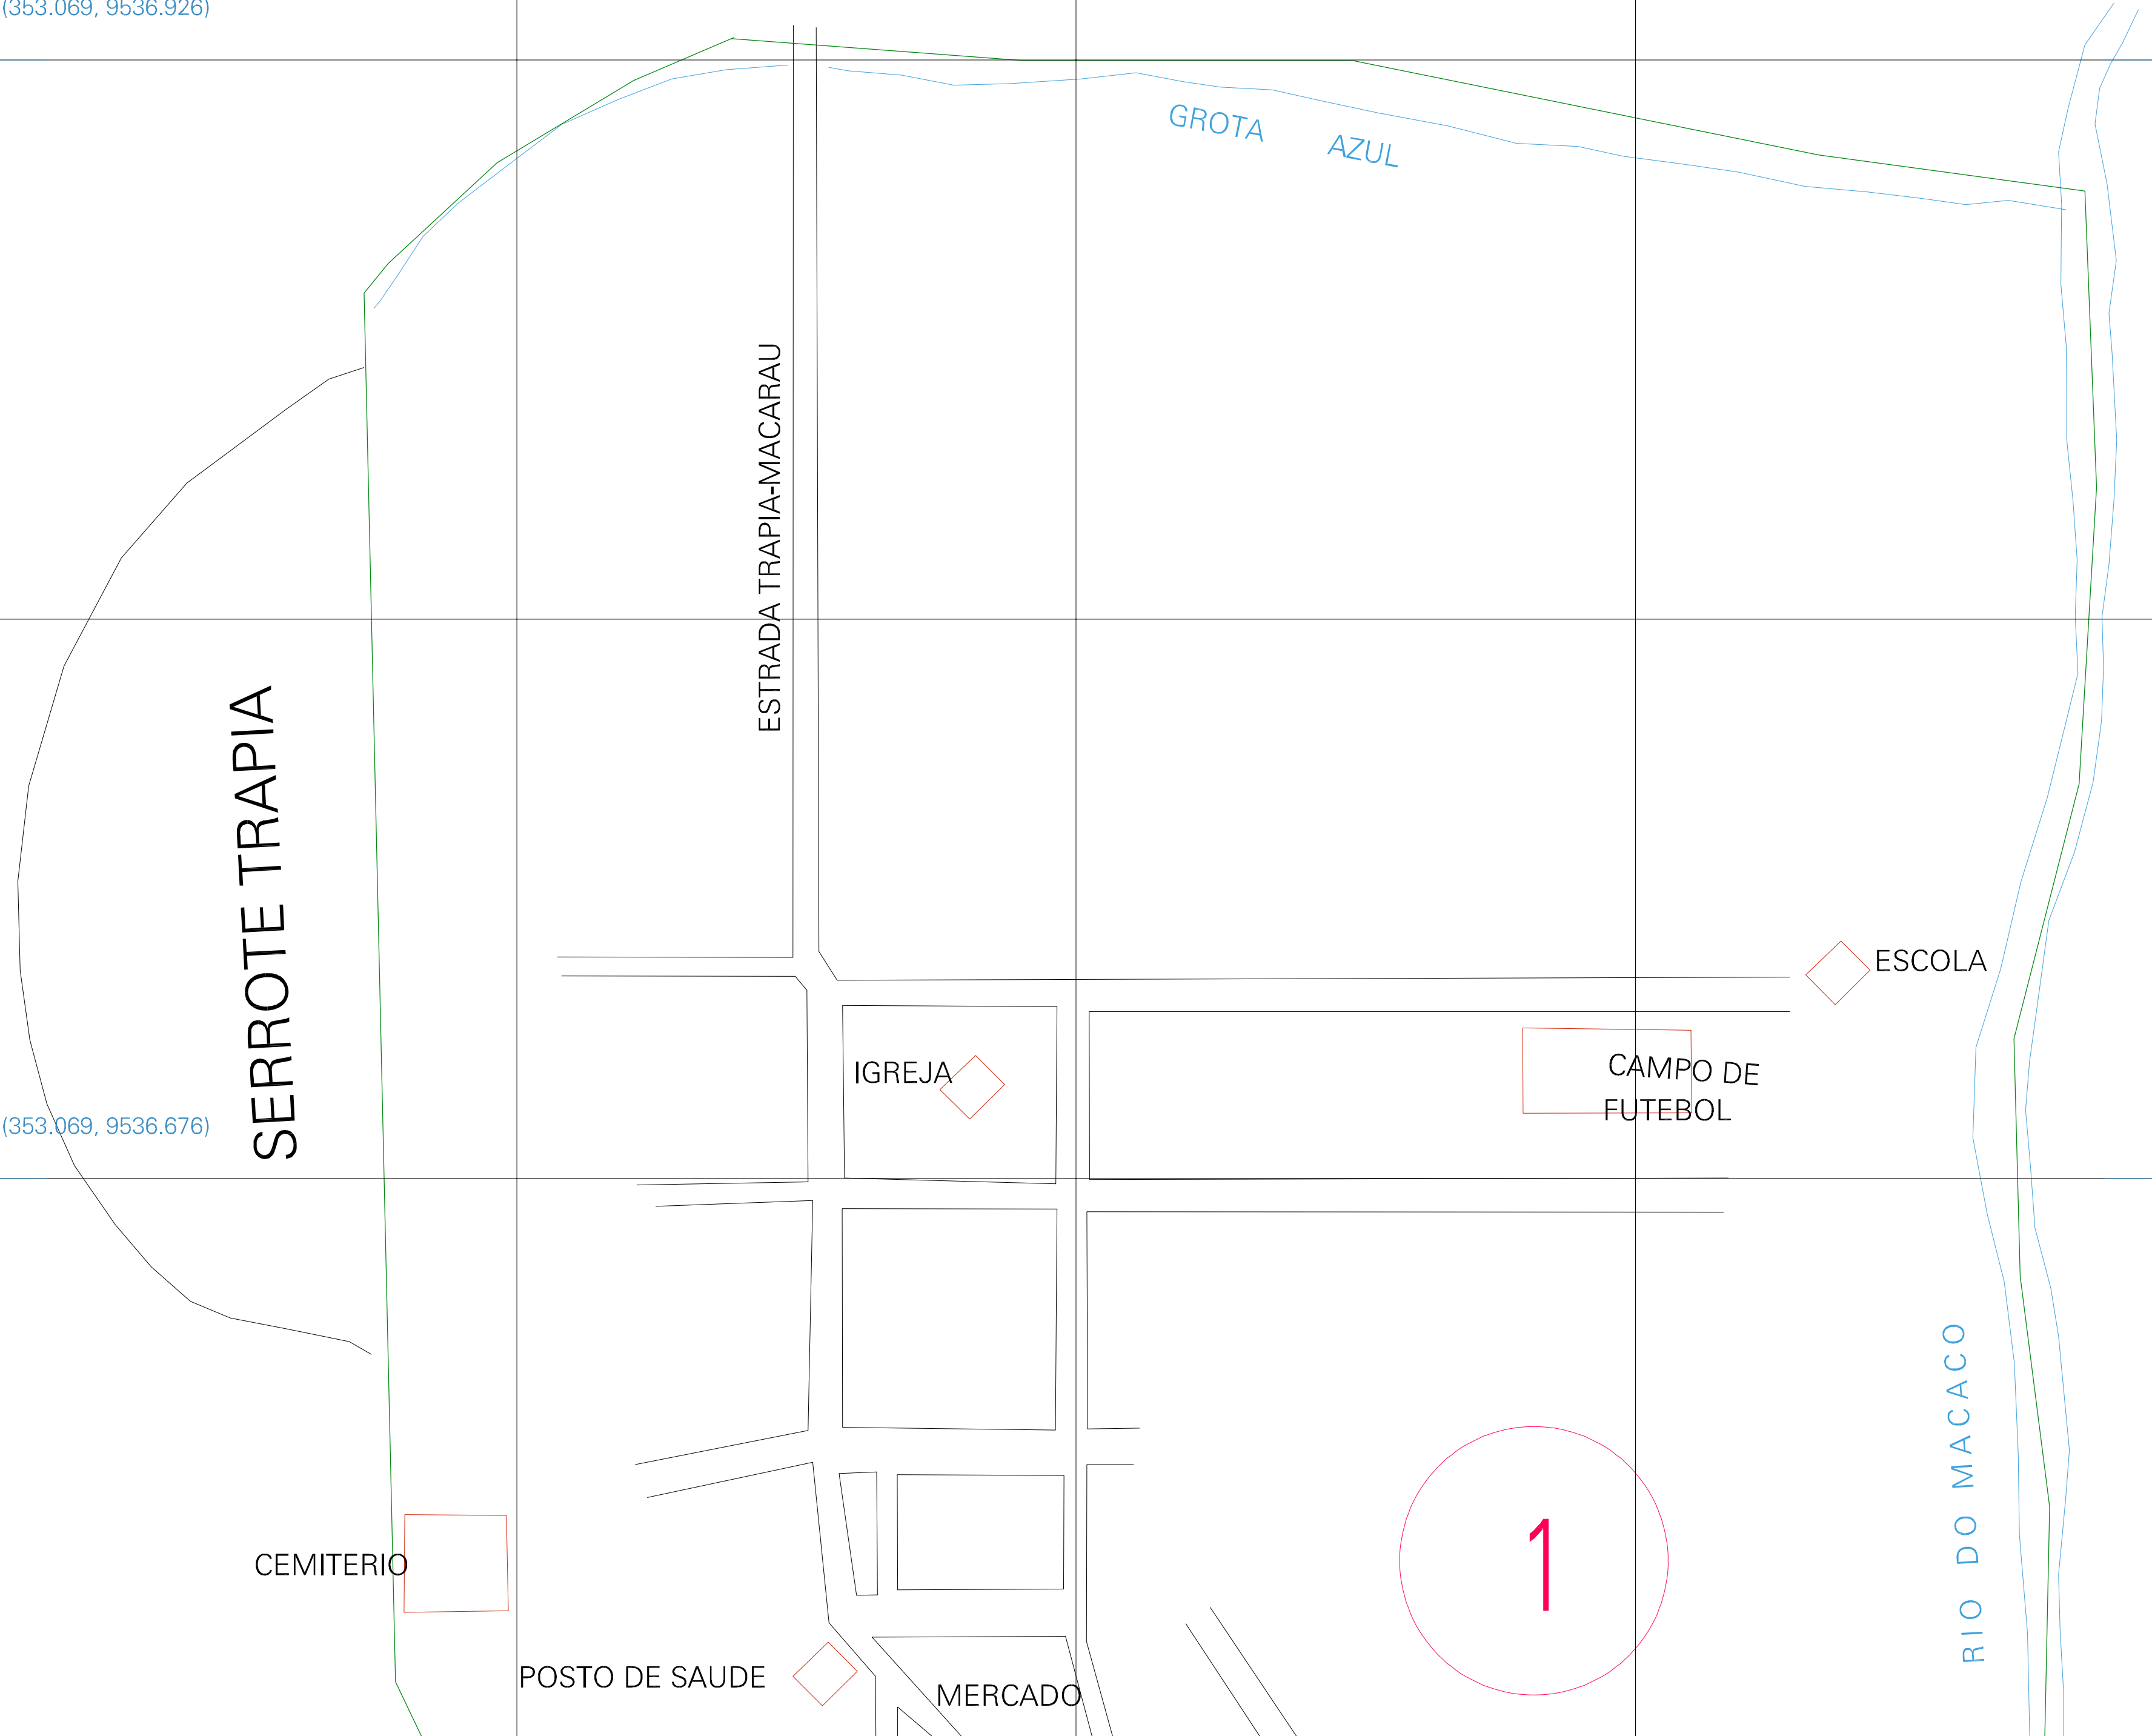 (353.069, 9536.926)
GROTA AZUL
ESTRADA TRAPIA-MACARAU
SERROTE TRAPIA
ESCOLA
IGREJA
CAMPO DE
FUTEBOL
(353.069, 9536.676)
RIO DO MACACO
1
CEMITERIO
POSTO DE SAUDE
MERCADO